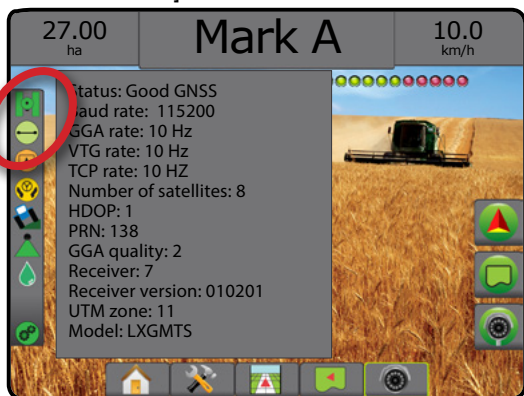 27.00
ha
Mark A
10.0
km/h
Status: Good GNSS
Baud rate: 115200
GGA rate: 10 Hz
VTG rate: 10 Hz
TCP rate: 10 HZ
Number of satellites: 8
HDOP: 1
PRN: 138
GGA quality: 2
Receiver: 7
Receiver version: 010201
UTM zone: 11
Model: LXGMTS